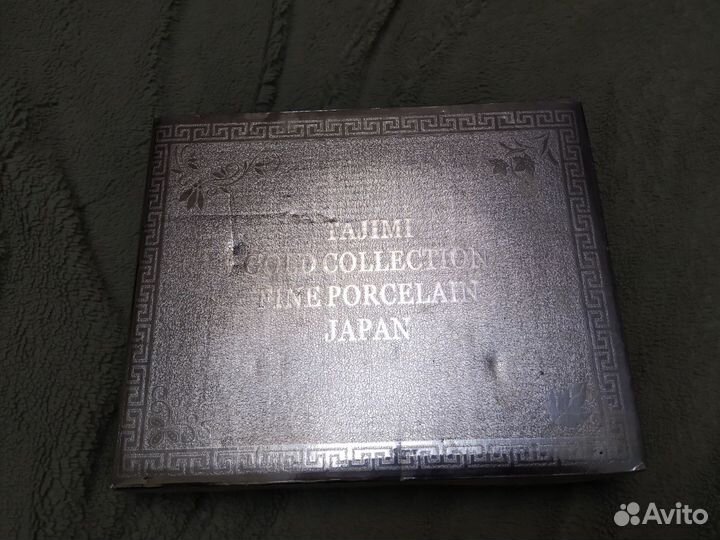 TAJIMI
GOLD COLLECTION
FINE PORCELAIN
JAPAN
Avito